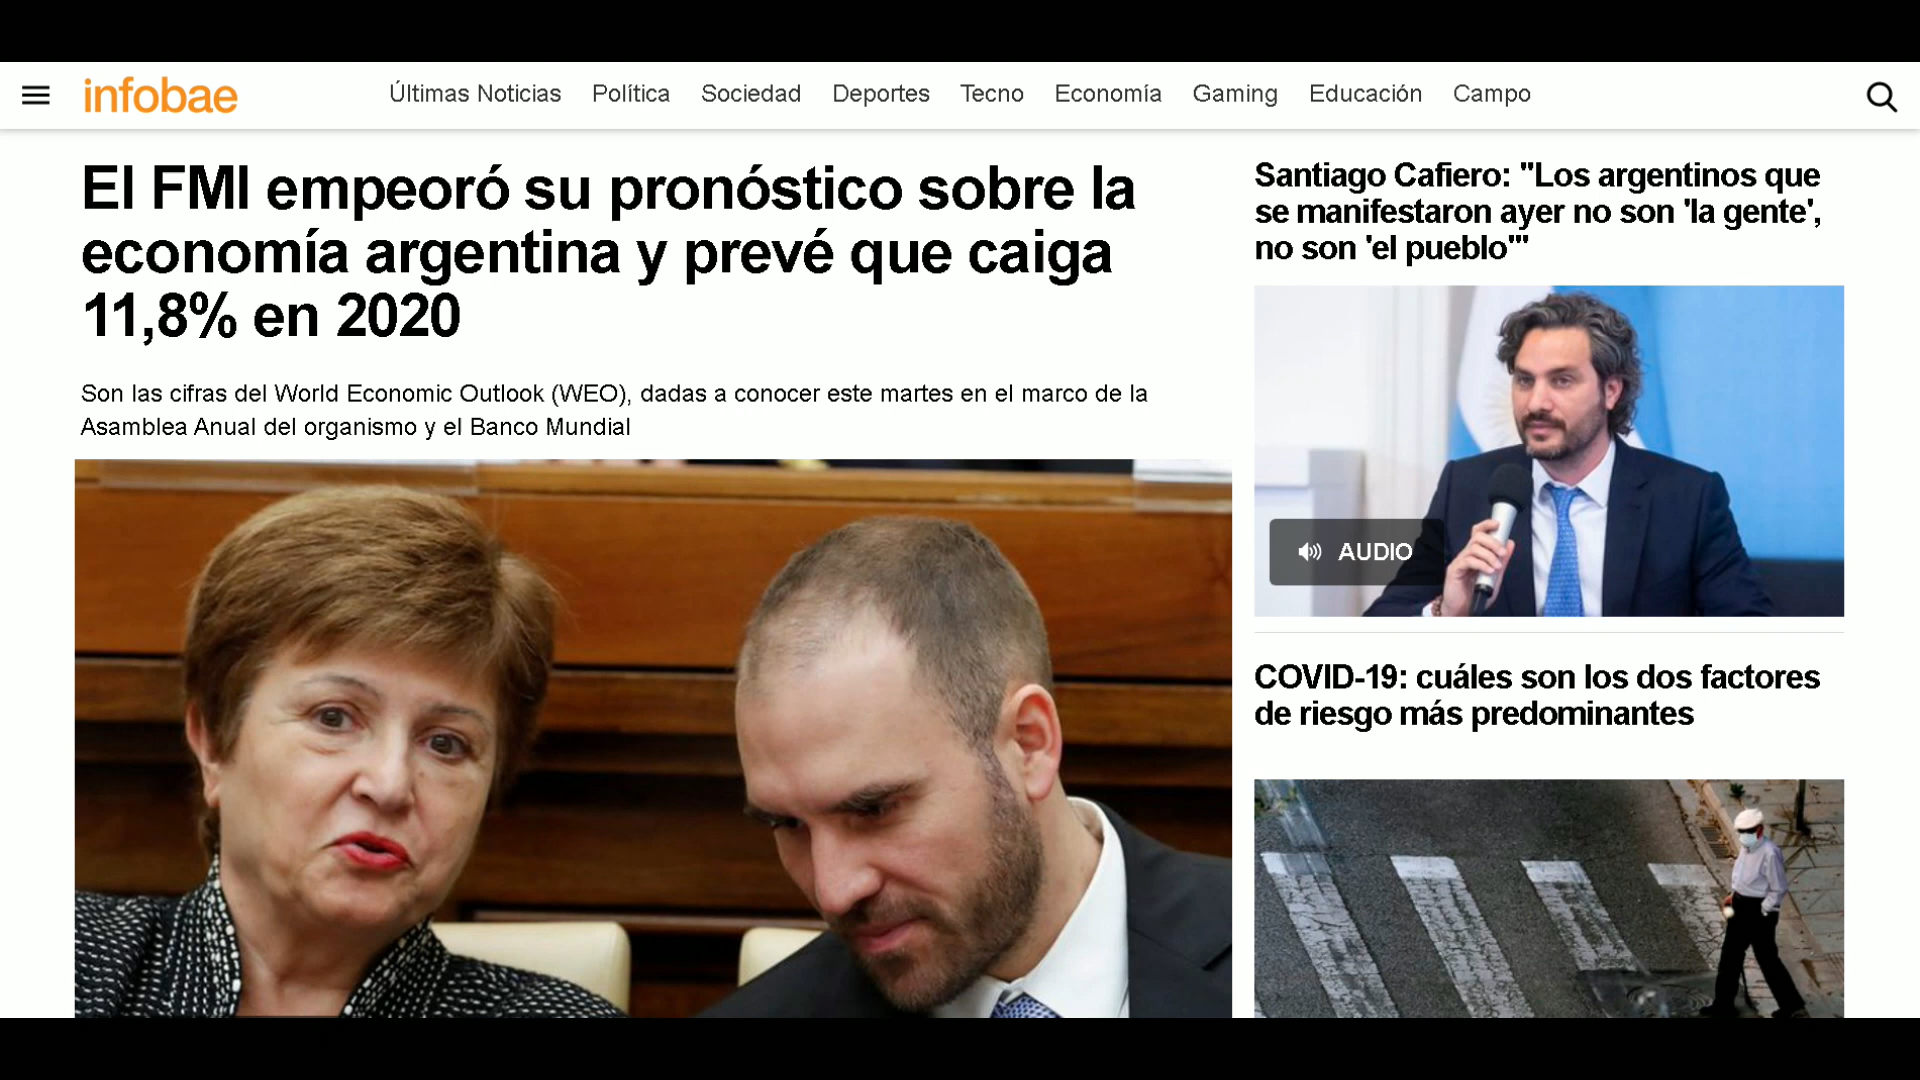 infobae
Últimas Noticias Política Sociedad Deportes Tecno Economía Gaming Educación Campo
El FMI empeoró su pronóstico sobre la
economía argentina y prevé que caiga
11,8% en 2020
Son las cifras del World Economic Outlook (WEO), dadas a conocer este martes en el marco de la
Asamblea Anual del organismo y el Banco Mundial
Santiago Cafiero: "Los argentinos que
se manifestaron ayer no son 'la gente',
no son 'el pueblo'"
AUDIO
COVID-19: cuáles son los dos factores
de riesgo más predominantes